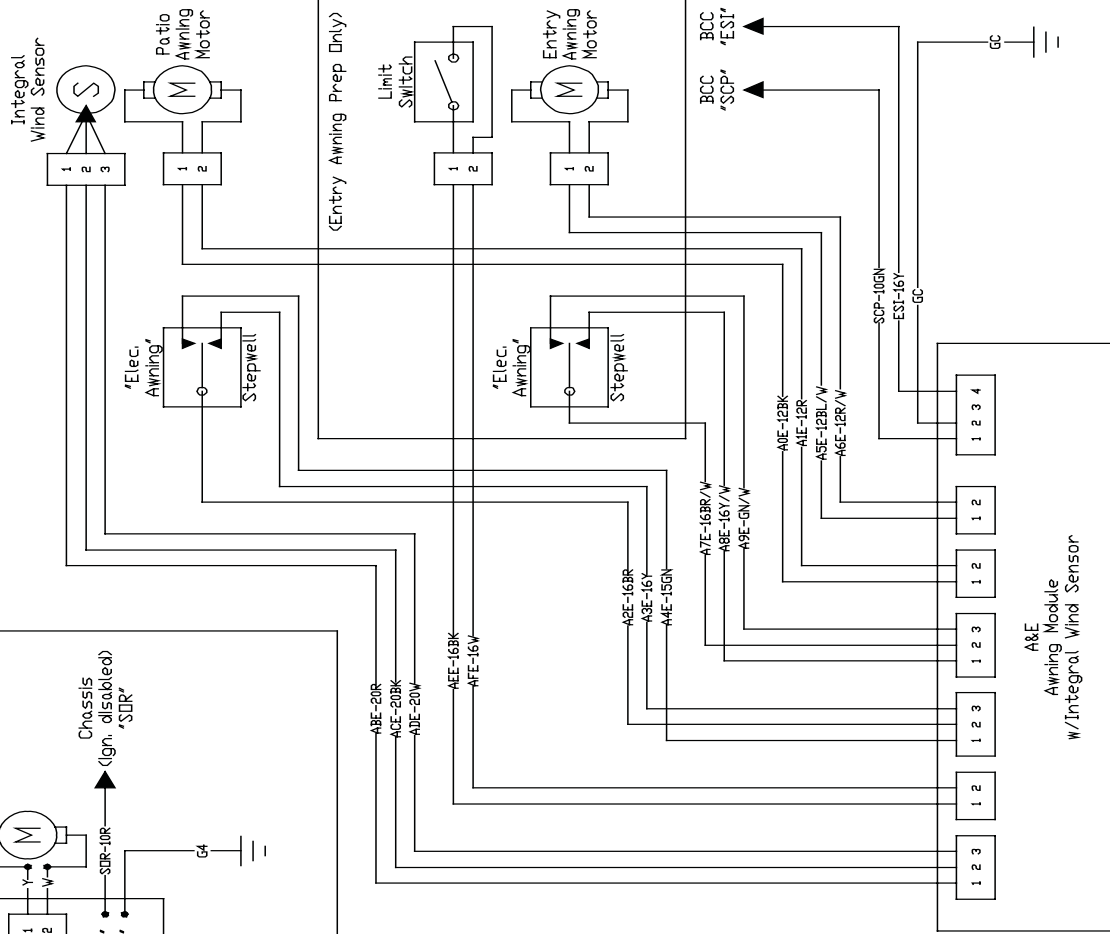 Integral
Wind Sensor
S
1
2
3
Patio
Awning
Motor
M
1
2
(Entry Awning Prep Only)
Limit
Switch
1
2
Entry
Awning
Motor
M
1
2
BCC
"ESI"
BCC
"SCP"
GC
"Elec.
Awning"
Stepwell
"Elec.
Awning"
Stepwell
SCP-10GN
ESI-16Y
GC
A0E-12BK
A1E-12R
A5E-12BL/W
A6E-12R/W
A7E-16BR/W
A8E-16Y/W
A9E-GN/W
A2E-16BR
A3E-16Y
A4E-15GN
AEE-16BK
AFE-16W
ABE-20R
ACE-20BK
ADE-20W
1 2 3 4
1 2
1 2
1 2 3
1 2 3
1 2
1 2 3
A&E
Awning Module
w/Integral Wind Sensor
Chassis
(Ign. disabled)
"SOR"
M
SOR-10R
G4
Y
W
1
2